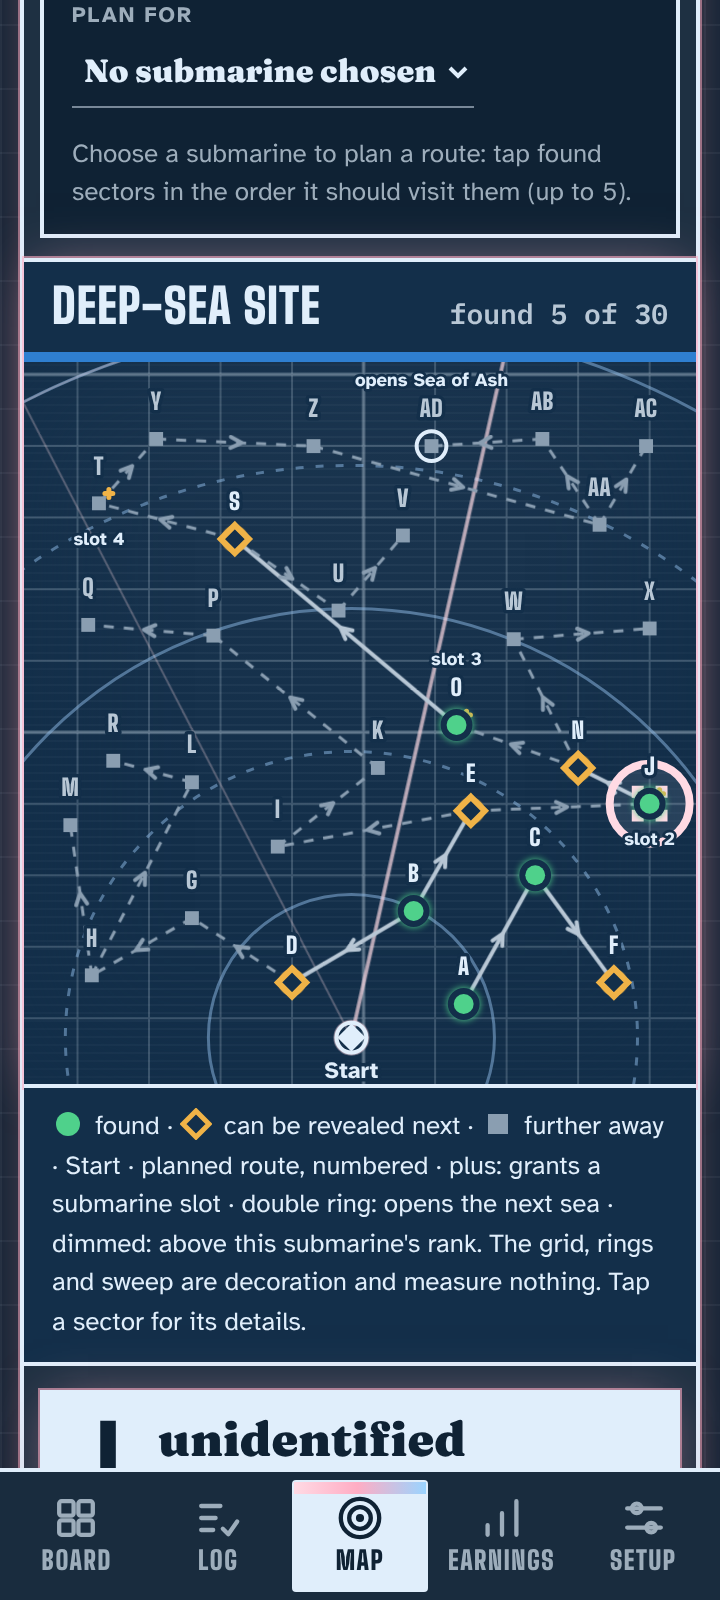 PLAN FOR
No submarine chosen
Choose a submarine to plan a route: tap found
sectors in the order it should visit them (up to 5).
DEEP-SEA SITE
found 5 of 30
opens Sea of Ash
Y
Z
AD
AB
AC
T
S
V
AA
slot 4
Q
P
U
W
X
slot 3
O
R
L
K
N
J
M
I
E
slot 2
C
G
B
H
D
A
F
Start
found · can be revealed next · further away
· Start · planned route, numbered · plus: grants a
submarine slot · double ring: opens the next sea ·
dimmed: above this submarine's rank. The grid, rings
and sweep are decoration and measure nothing. Tap
a sector for its details.
unidentified
BOARD
LOG
MAP
EARNINGS
SETUP